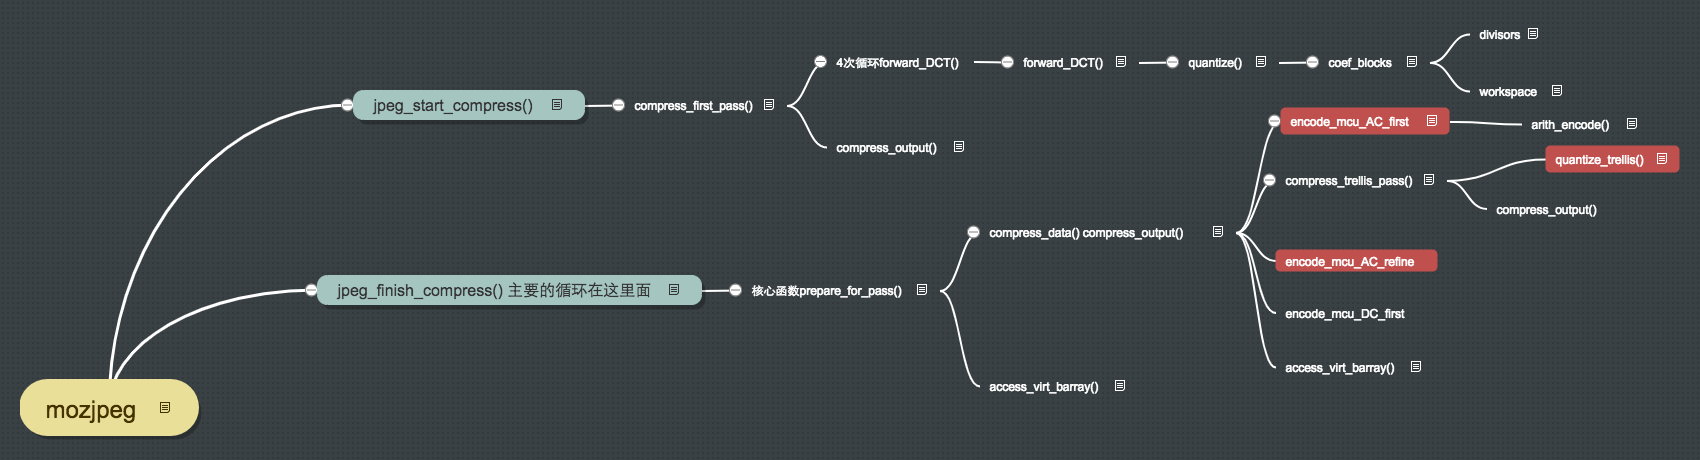 mozjpeg
jpeg_start_compress()
compress_first_pass()
4次循环forward_DCT()
forward_DCT()
quantize()
coef_blocks
divisors
workspace
compress_output()
jpeg_finish_compress() 主要的循环在这里面
核心函数prepare_for_pass()
compress_data() compress_output()
encode_mcu_AC_first
arith_encode()
compress_trellis_pass()
quantize_trellis()
compress_output()
encode_mcu_AC_refine
encode_mcu_DC_first
access_virt_barray()
access_virt_barray()